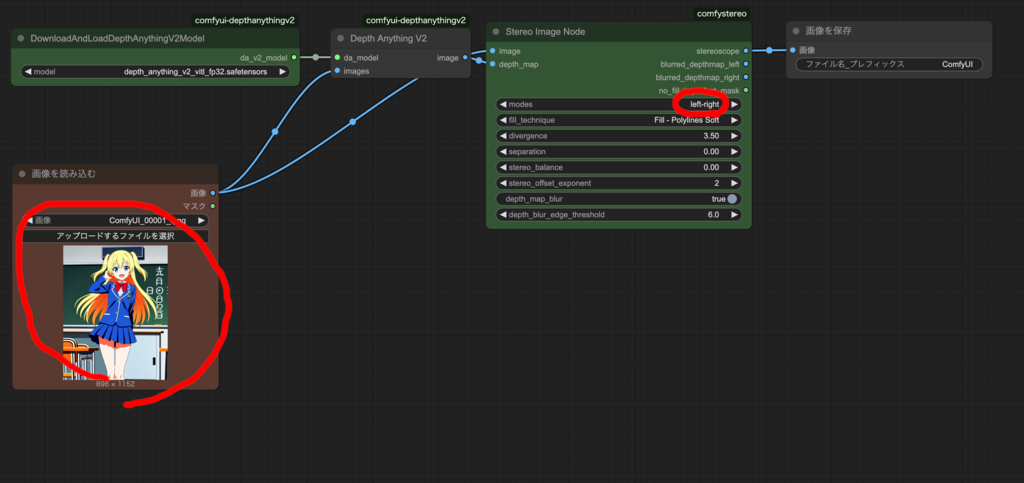 comfyui-depthanythingv2
DownloadAndLoadDepthAnythingV2Model
da_v2_model
model
depth_anything_v2_vitl_fp32.safetensors
comfyui-depthanythingv2
Depth Anything V2
da_model
image
images
comfystereo
Stereo Image Node
image
stereoscope
depth_map
blurred_depthmap_left
blurred_depthmap_right
modes
left-right
fill_technique
Fill - Polylines Soft
divergence
3.50
separation
0.00
stereo_balance
0.00
stereo_offset_exponent
2
depth_map_blur
true
depth_blur_edge_threshold
6.0
画像を保存
画像
ファイル名_プレフィックス
ComfyUI
画像を読み込む
画像
マスク
画像
ComfyUI_00001_
アップロードするファイルを選択
896 × 1152